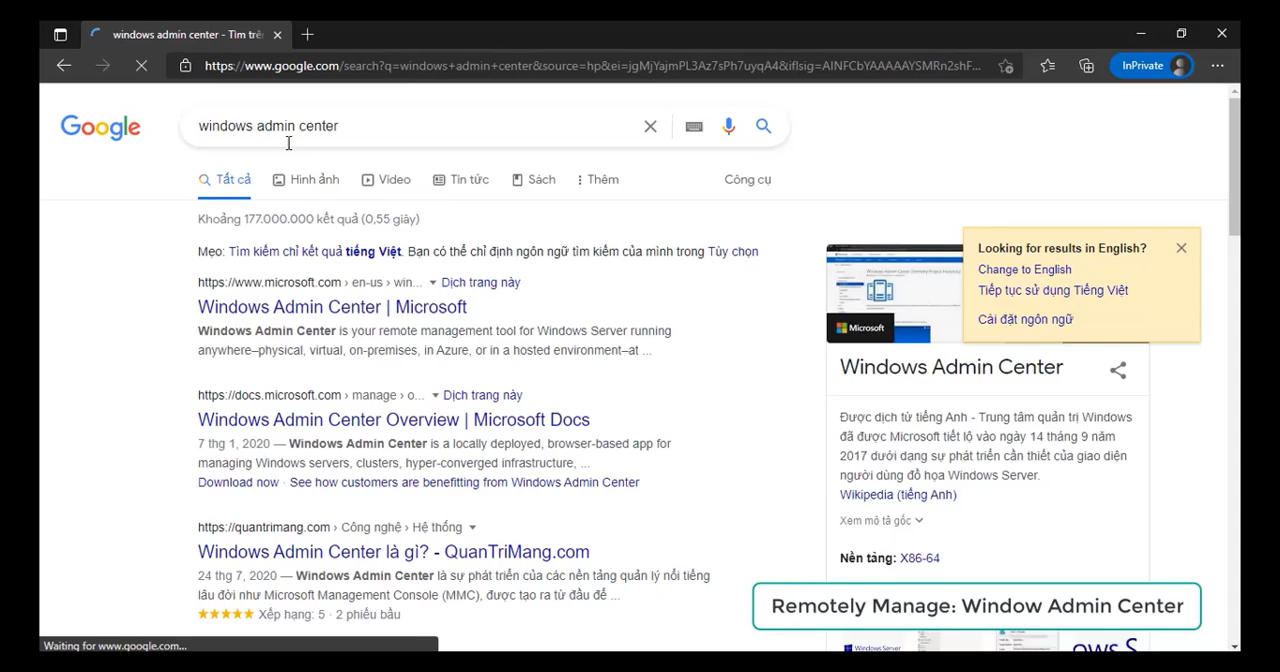 windows admin center - Tìm trê
https://www.google.com/search?q=windows+admin+center&source=hp&ei=jgMjYajmPL3Az7sPh7uyqA4&iflsig=AINFCbYAAAAAYSMRn2shF...
InPrivate
Google
windows admin center
Tất cả
Hình ảnh
Video
Tin tức
Sách
Thêm
Công cụ
Khoảng 177.000.000 kết quả (0,55 giây)
Mẹo: Tìm kiếm chỉ kết quả tiếng Việt. Bạn có thể chỉ định ngôn ngữ tìm kiếm của mình trong Tùy chọn
https://www.microsoft.com › en-us › win... Dịch trang này
Windows Admin Center | Microsoft
Windows Admin Center is your remote management tool for Windows Server running
anywhere–physical, virtual, on-premises, in Azure, or in a hosted environment–at ...
https://docs.microsoft.com › manage › o... Dịch trang này
Windows Admin Center Overview | Microsoft Docs
7 thg 1, 2020 — Windows Admin Center is a locally deployed, browser-based app for
managing Windows servers, clusters, hyper-converged infrastructure, ...
Download now · See how customers are benefitting from Windows Admin Center
https://quantrimang.com › Công nghệ › Hệ thống
Windows Admin Center là gì? - QuanTriMang.com
24 thg 7, 2020 — Windows Admin Center là sự phát triển của các nền tảng quản lý nổi tiếng
lâu đời như Microsoft Management Console (MMC), được tạo ra từ đầu để ...
Xếp hạng: 5 · 2 phiếu bầu
Looking for results in English?
Change to English
Tiếp tục sử dụng Tiếng Việt
Cài đặt ngôn ngữ
Microsoft
Windows Admin Center
Được dịch từ tiếng Anh - Trung tâm quản trị Windows
đã được Microsoft tiết lộ vào ngày 14 tháng 9 năm
2017 dưới dạng sự phát triển cần thiết của giao diện
người dùng đồ họa Windows Server.
Wikipedia (tiếng Anh)
Xem mô tả gốc
Nền tảng: X86-64
Remotely Manage: Window Admin Center
Windows Server
ows S
Waiting for www.google.com...